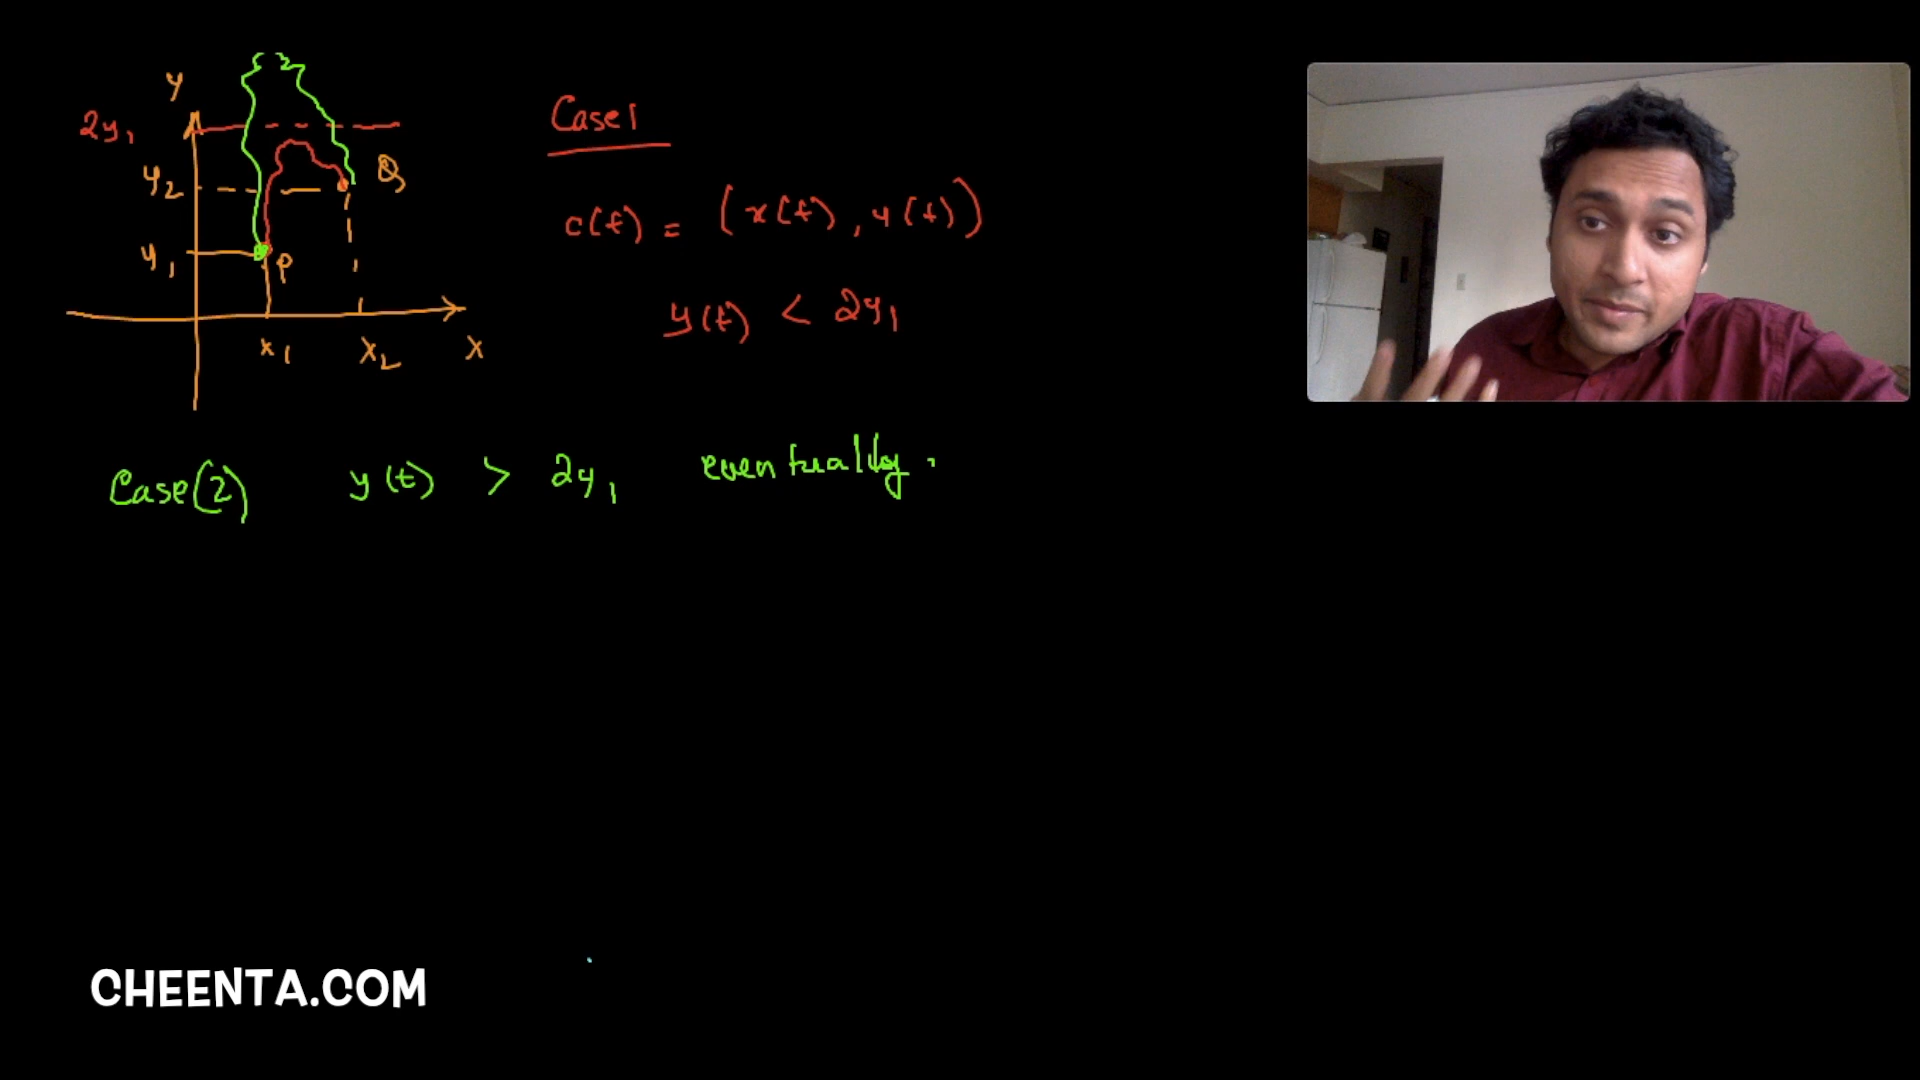 y
2y₁
y₂
Q
y₁
P
x₁ x₂ x
Case 1
c(t) = (x(t), y(t))
y(t) < 2y₁
Case(2) y(t) > 2y₁ eventually.
CHEENTA.COM